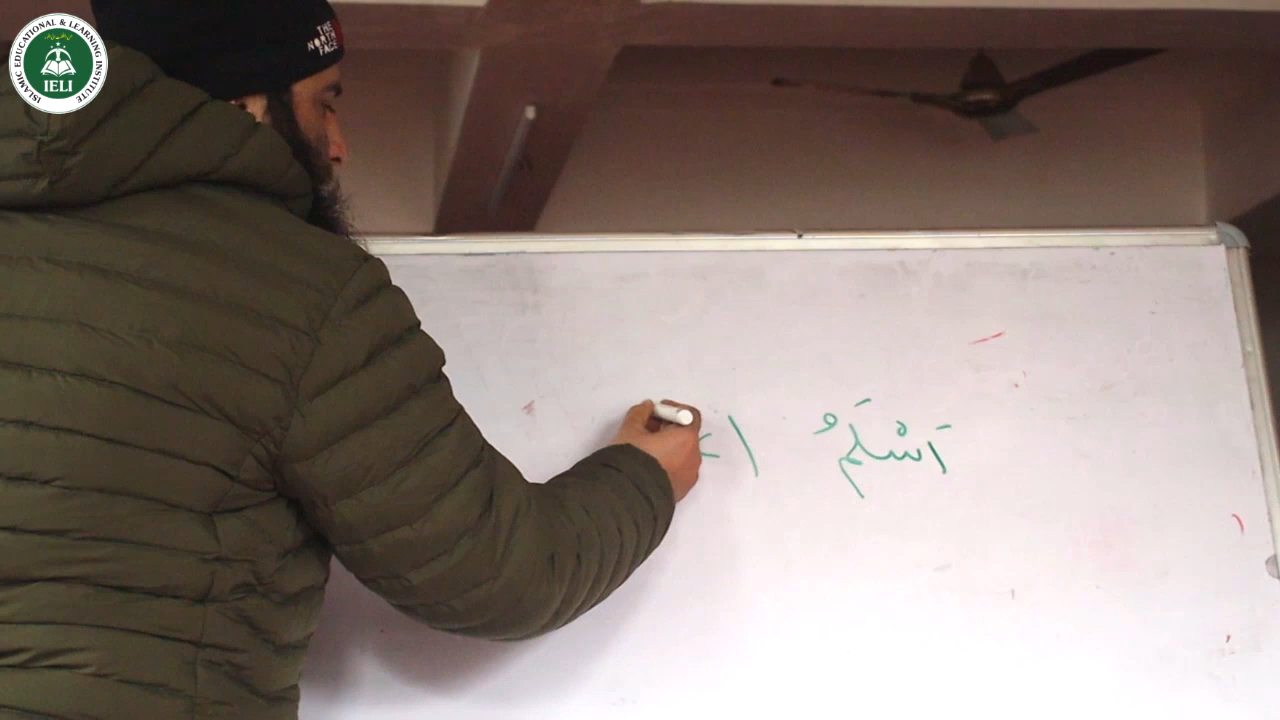 اَسْلَمُ
THE
NORTH
FACE
ISLAMIC EDUCATIONAL & LEARNING INSTITUTE
IELI